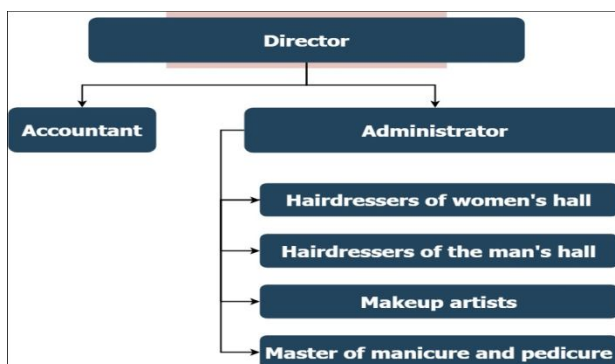 Director
Accountant
Administrator
Hairdressers of women's hall
Hairdressers of the man's hall
Makeup artists
Master of manicure and pedicure